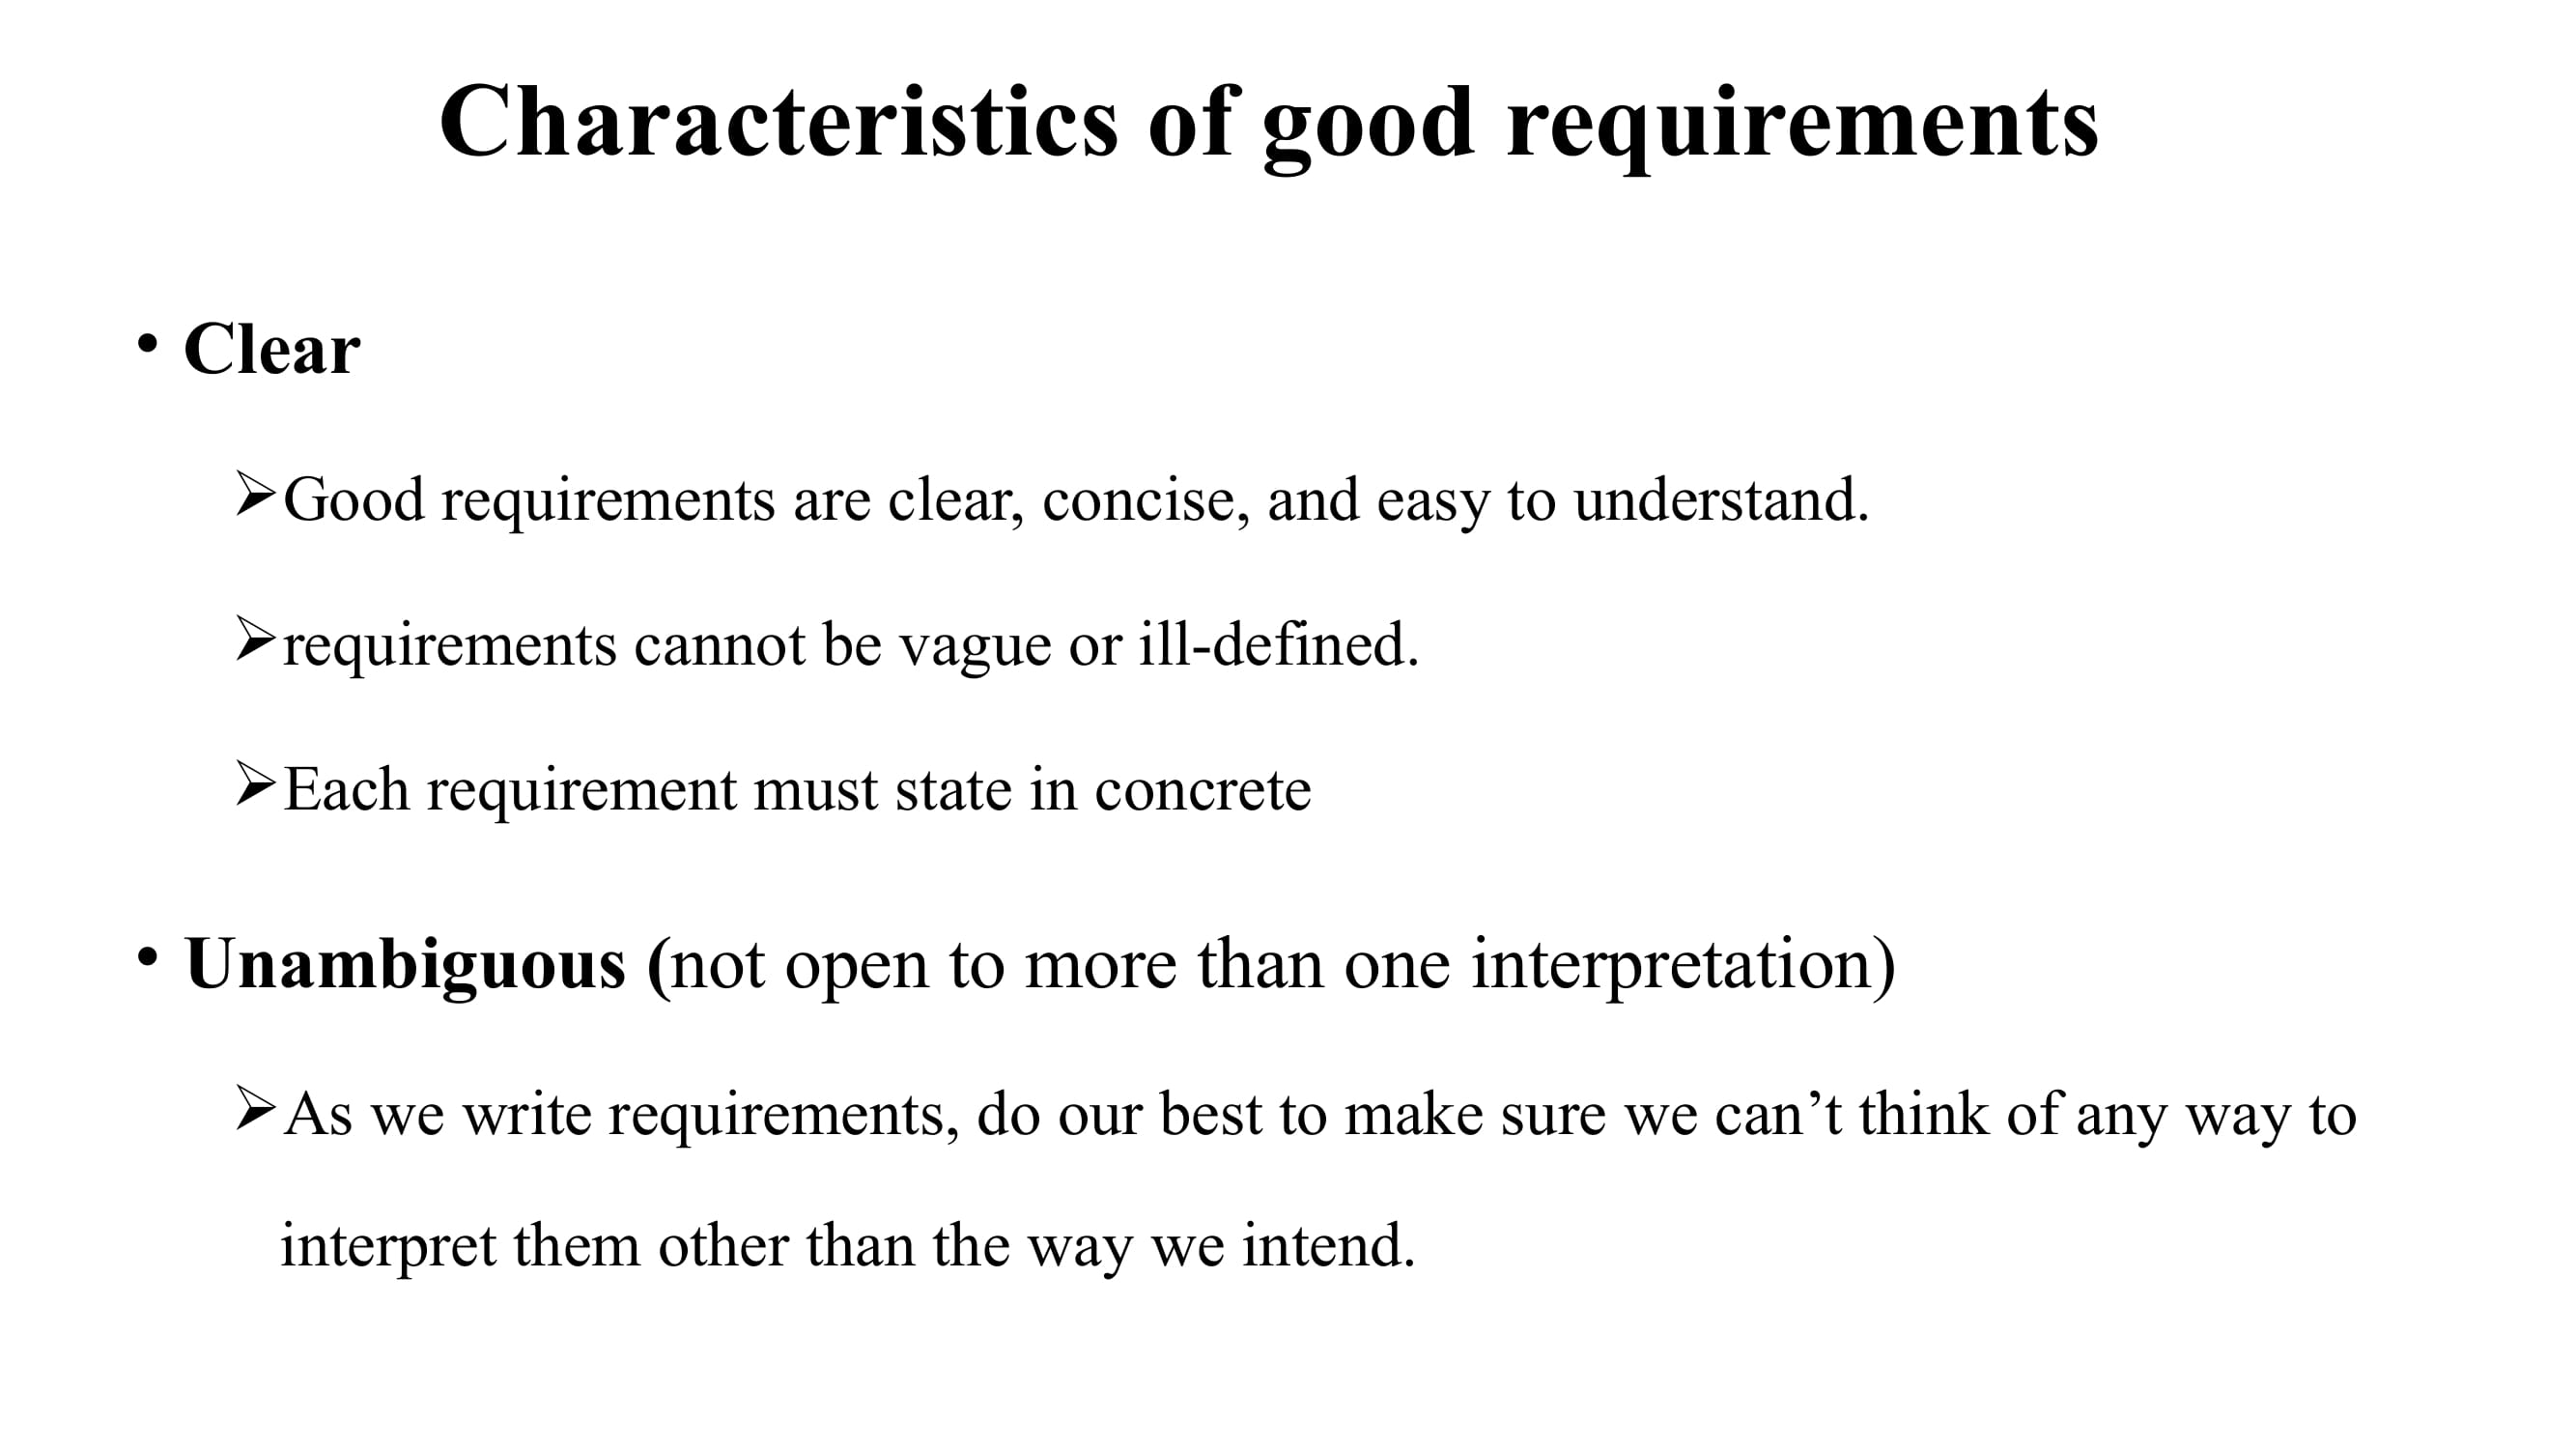 Characteristics of good requirements
• Clear
➢Good requirements are clear, concise, and easy to understand.
➢requirements cannot be vague or ill-defined.
➢Each requirement must state in concrete
• Unambiguous (not open to more than one interpretation)
➢As we write requirements, do our best to make sure we can’t think of any way to
interpret them other than the way we intend.